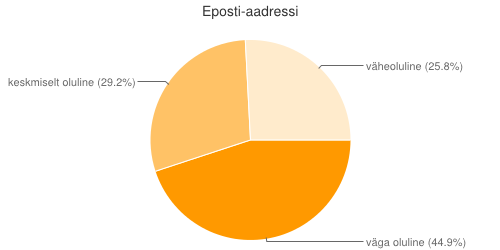 Eposti-aadressi
väheoluline (25.8%)
keskmiselt oluline (29.2%)
väga oluline (44.9%)